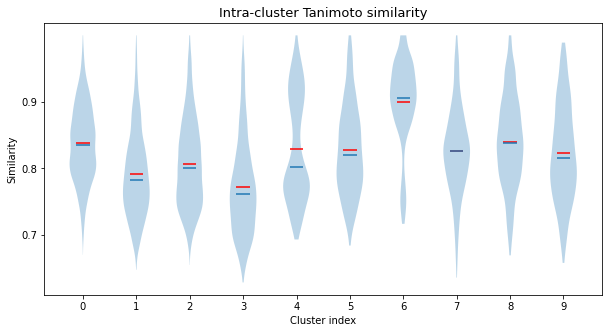 Intra-cluster Tanimoto similarity
Similarity
0.9
0.8
0.7
0 1 2 3 4 5 6 7 8 9
Cluster index